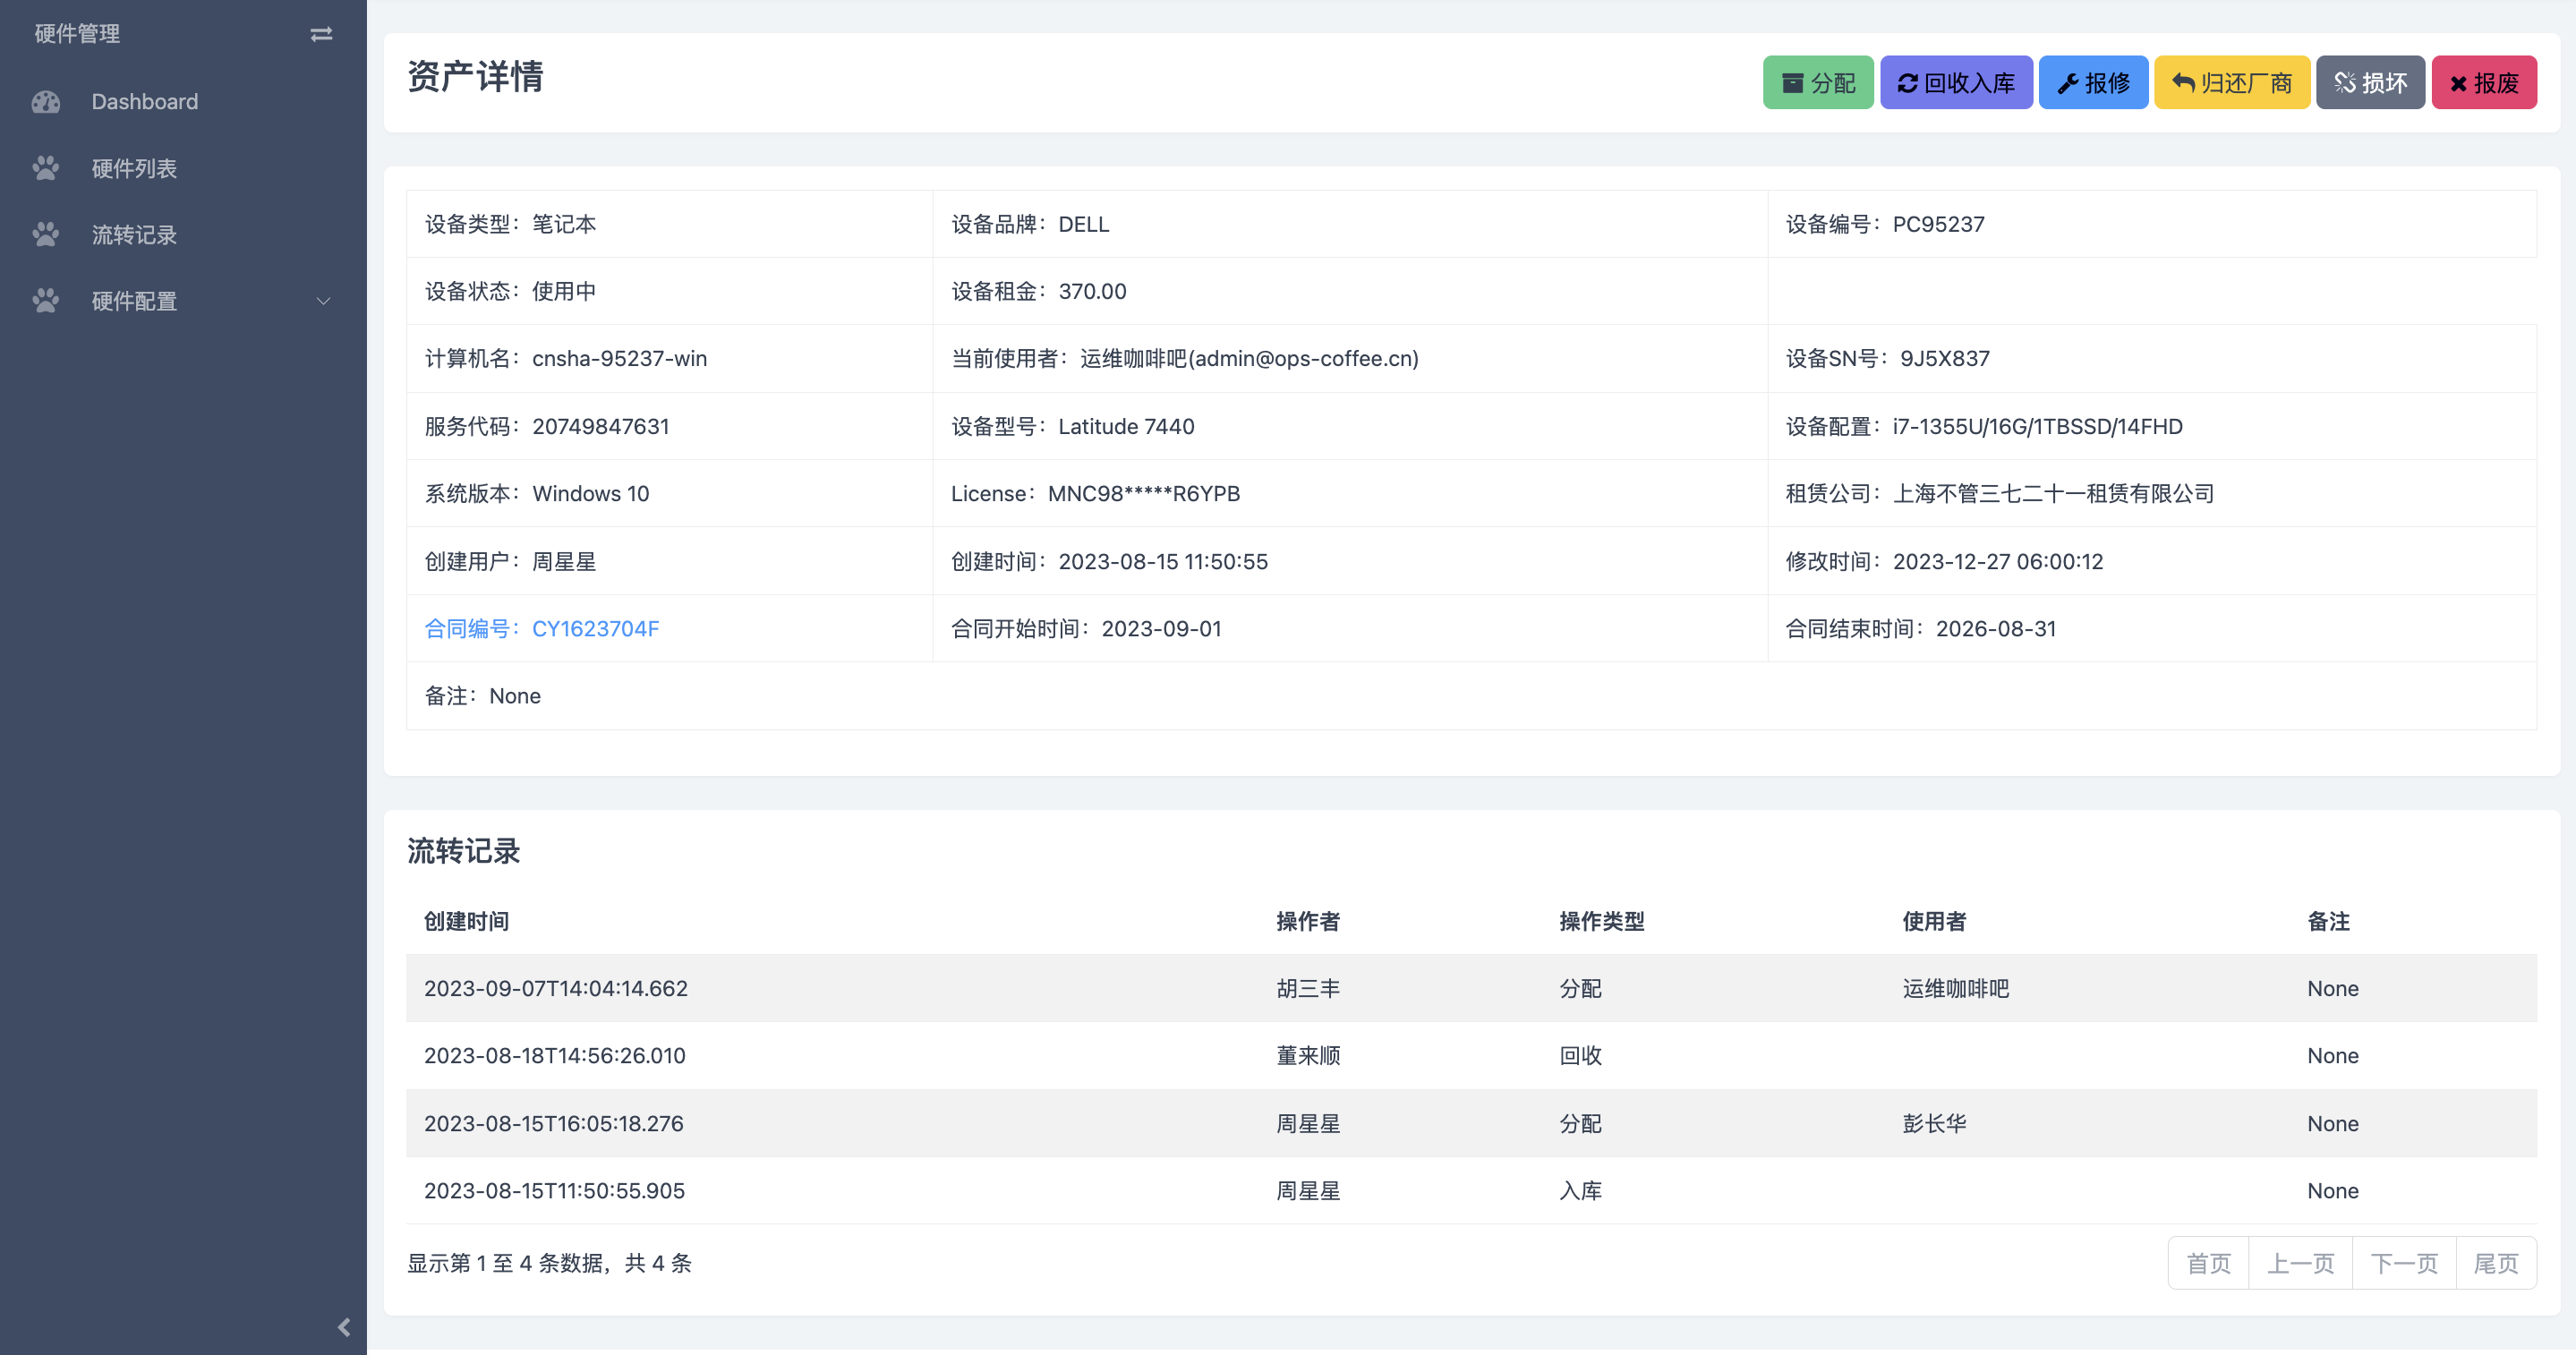 硬件管理
Dashboard
硬件列表
流转记录
硬件配置
资产详情
分配 回收入库 报修 归还厂商 损坏 报废
设备类型：笔记本 设备品牌：DELL 设备编号：PC95237
设备状态：使用中 设备租金：370.00
计算机名：cnsha-95237-win 当前使用者：运维咖啡吧(admin@ops-coffee.cn) 设备SN号：9J5X837
服务代码：20749847631 设备型号：Latitude 7440 设备配置：i7-1355U/16G/1TBSSD/14FHD
系统版本：Windows 10 License：MNC98*****R6YPB 租赁公司：上海不管三七二十一租赁有限公司
创建用户：周星星 创建时间：2023-08-15 11:50:55 修改时间：2023-12-27 06:00:12
合同编号：CY1623704F 合同开始时间：2023-09-01 合同结束时间：2026-08-31
备注：None
流转记录
创建时间 操作者 操作类型 使用者 备注
2023-09-07T14:04:14.662 胡三丰 分配 运维咖啡吧 None
2023-08-18T14:56:26.010 董来顺 回收 None
2023-08-15T16:05:18.276 周星星 分配 彭长华 None
2023-08-15T11:50:55.905 周星星 入库 None
显示第 1 至 4 条数据，共 4 条
首页 上一页 下一页 尾页